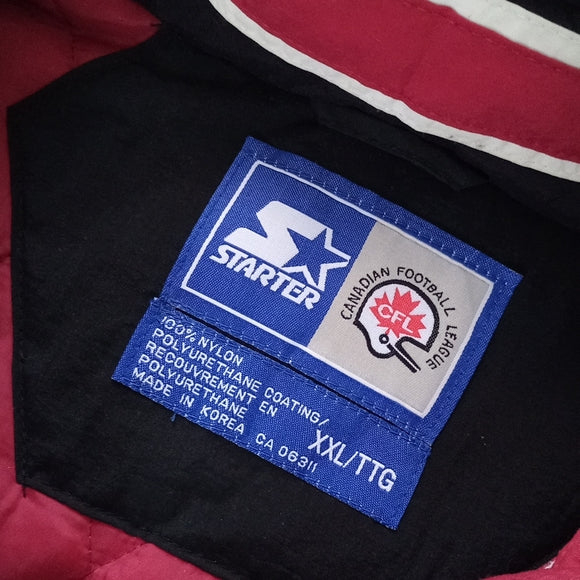 STARTER
CANADIAN FOOTBALL LEAGUE
CFL
100% NYLON
POLYURETHANE COATING/
RECOUVREMENT EN
POLYURETHANE
MADE IN KOREA CA 06311
XXL/TTG